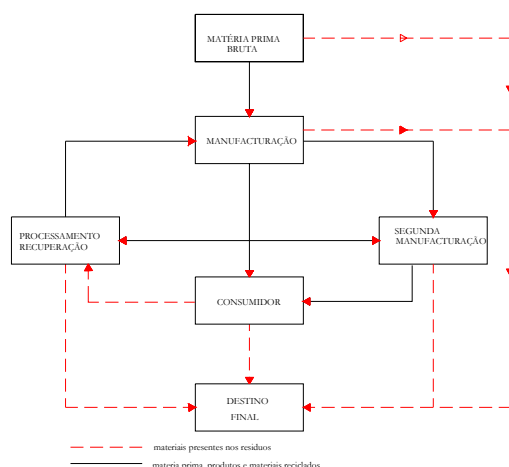 MATÉRIA PRIMA
BRUTA
MANUFACTURAÇÃO
PROCESSAMENTO
RECUPERAÇÃO
SEGUNDA
MANUFACTURAÇÃO
CONSUMIDOR
DESTINO
FINAL
materiais presentes nos residuos
materia prima, produtos e materiais reciclados